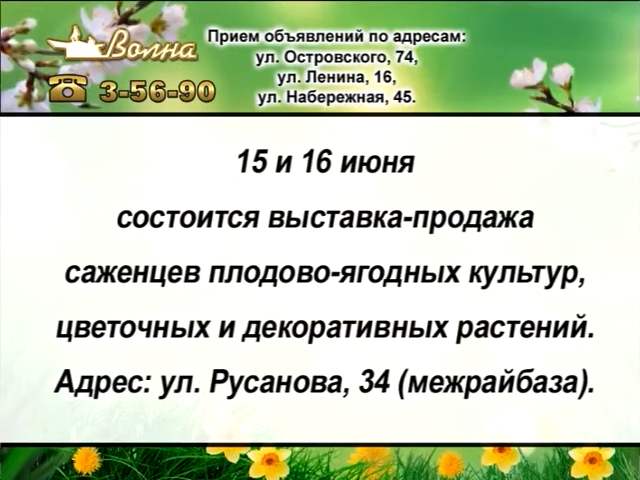 Волна
3-56-90
Прием объявлений по адресам:
ул. Островского, 74,
ул. Ленина, 16,
ул. Набережная, 45.
15 и 16 июня
состоится выставка-продажа
саженцев плодово-ягодных культур,
цветочных и декоративных растений.
Адрес: ул. Русанова, 34 (межрайбаза).